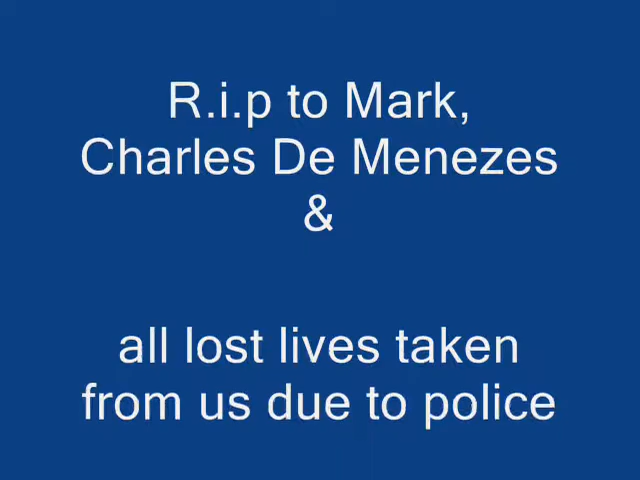 R.i.p to Mark,
Charles De Menezes
&
all lost lives taken
from us due to police